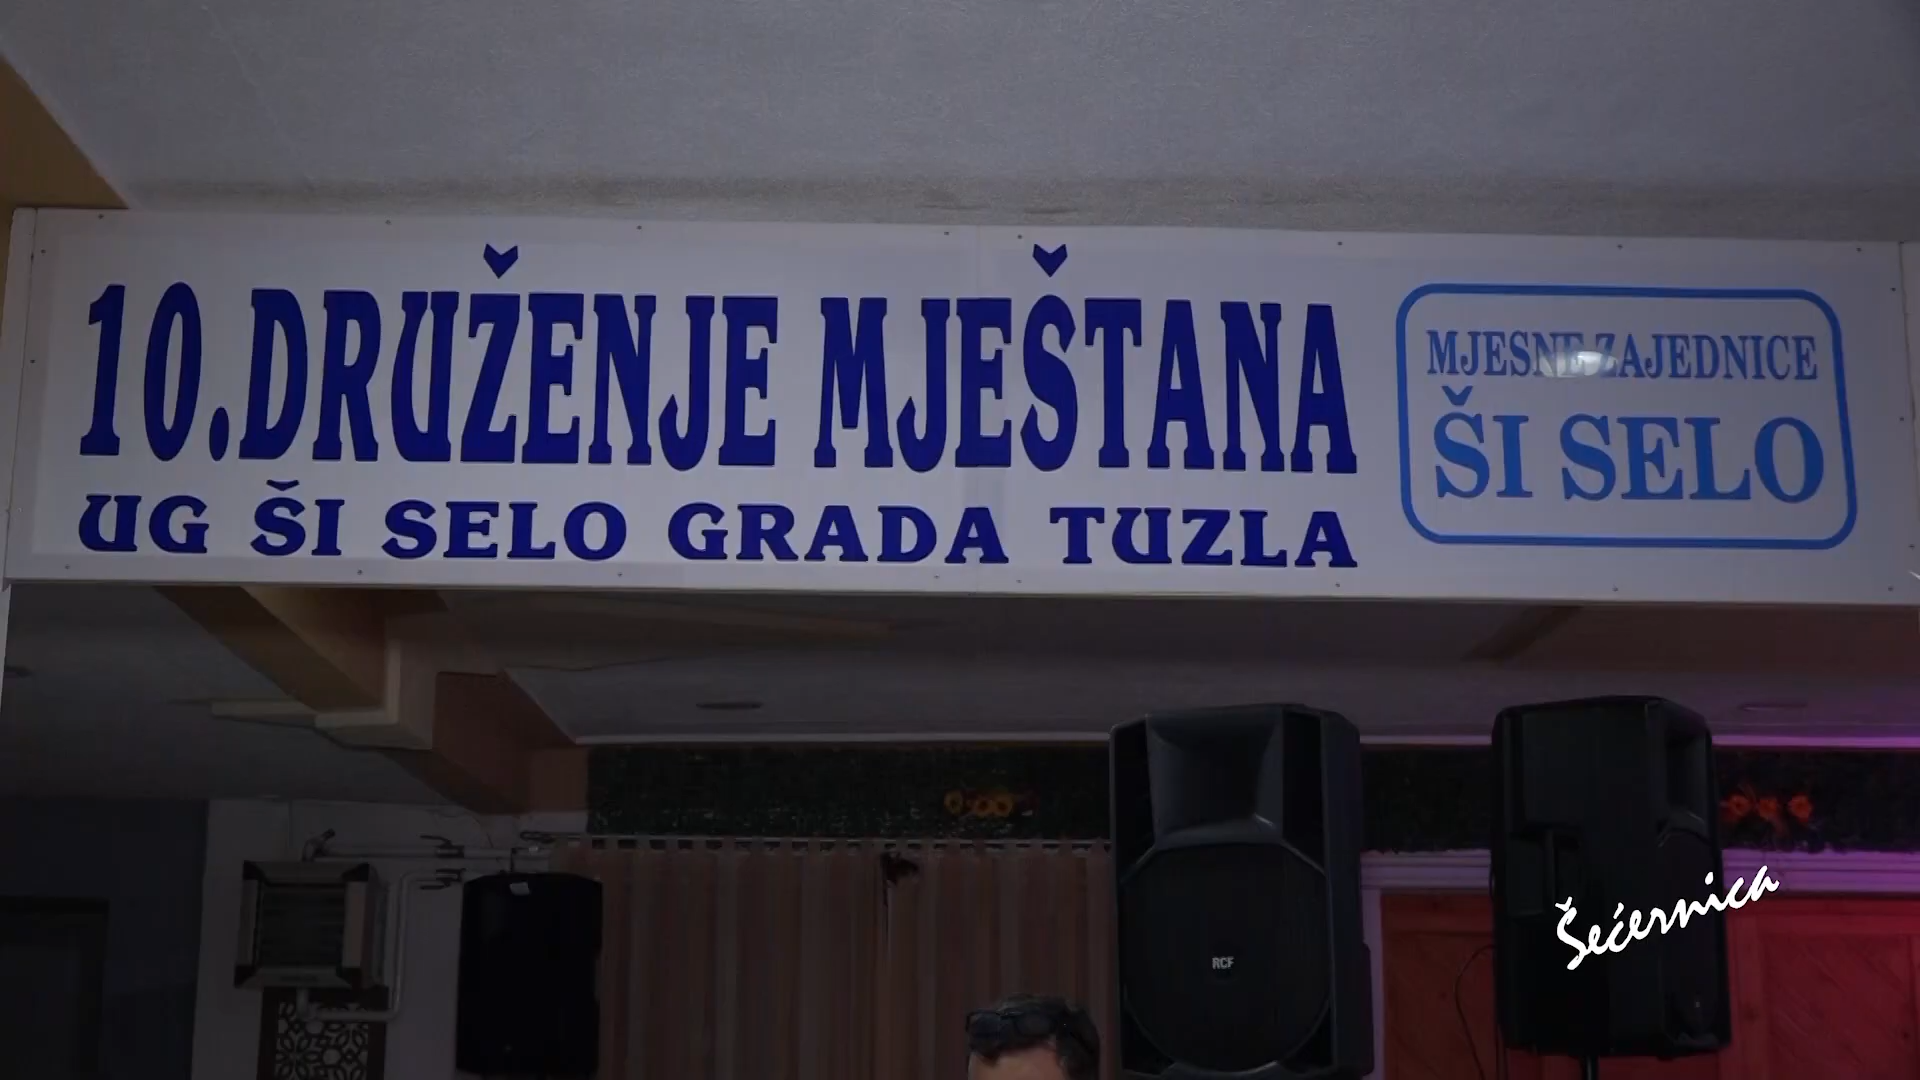 10.DRUŽENJE MJEŠTANA
UG ŠI SELO GRADA TUZLA
MJESNE ZAJEDNICE
ŠI SELO
RCF
Šećernica